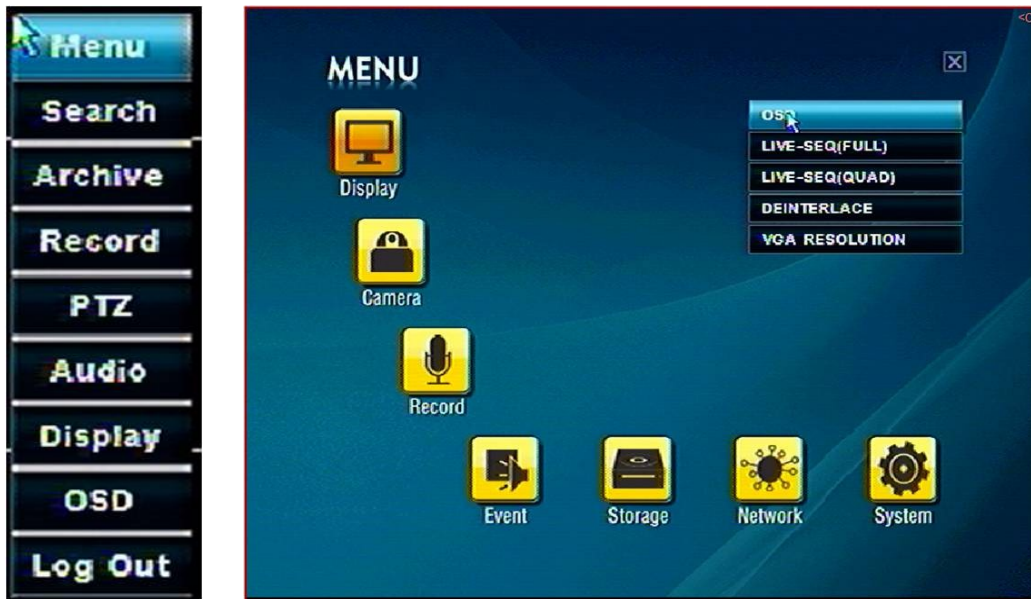 Menu
Search
Archive
Record
PTZ
Audio
Display
OSD
Log Out
MENU
Display
Camera
Record
Event
Storage
Network
System
OSD
LIVE-SEQ(FULL)
LIVE-SEQ(QUAD)
DEINTERLACE
VGA RESOLUTION